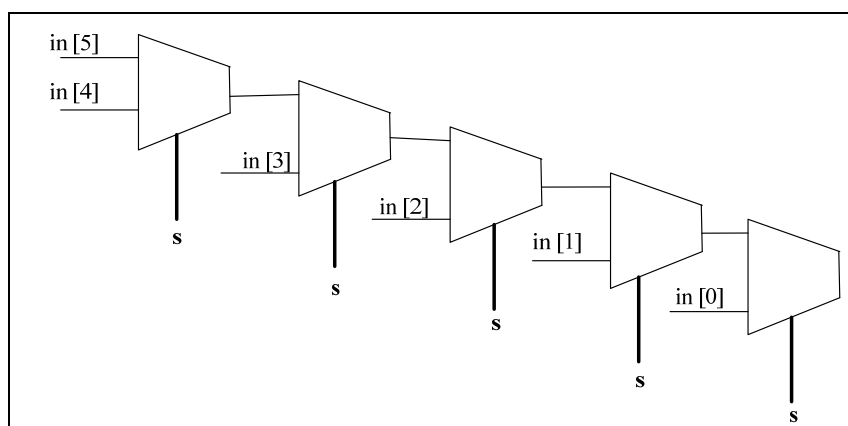 in [5]
in [4]
in [3]
in [2]
in [1]
in [0]
s
s
s
s
s